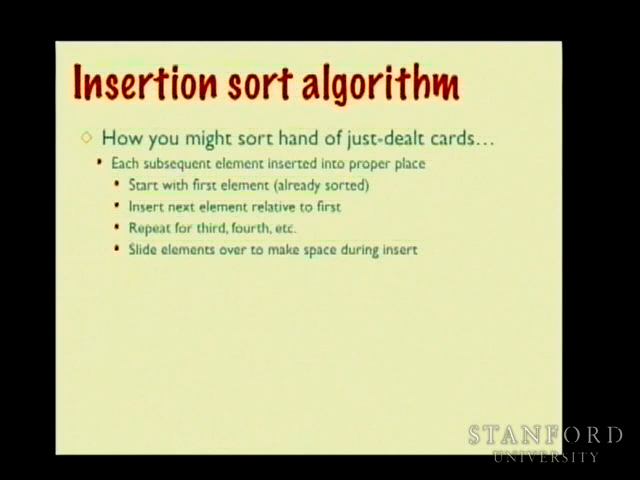 Insertion sort algorithm
How you might sort hand of just-dealt cards…
Each subsequent element inserted into proper place
Start with first element (already sorted)
Insert next element relative to first
Repeat for third, fourth, etc.
Slide elements over to make space during insert
STANFORD
UNIVERSITY